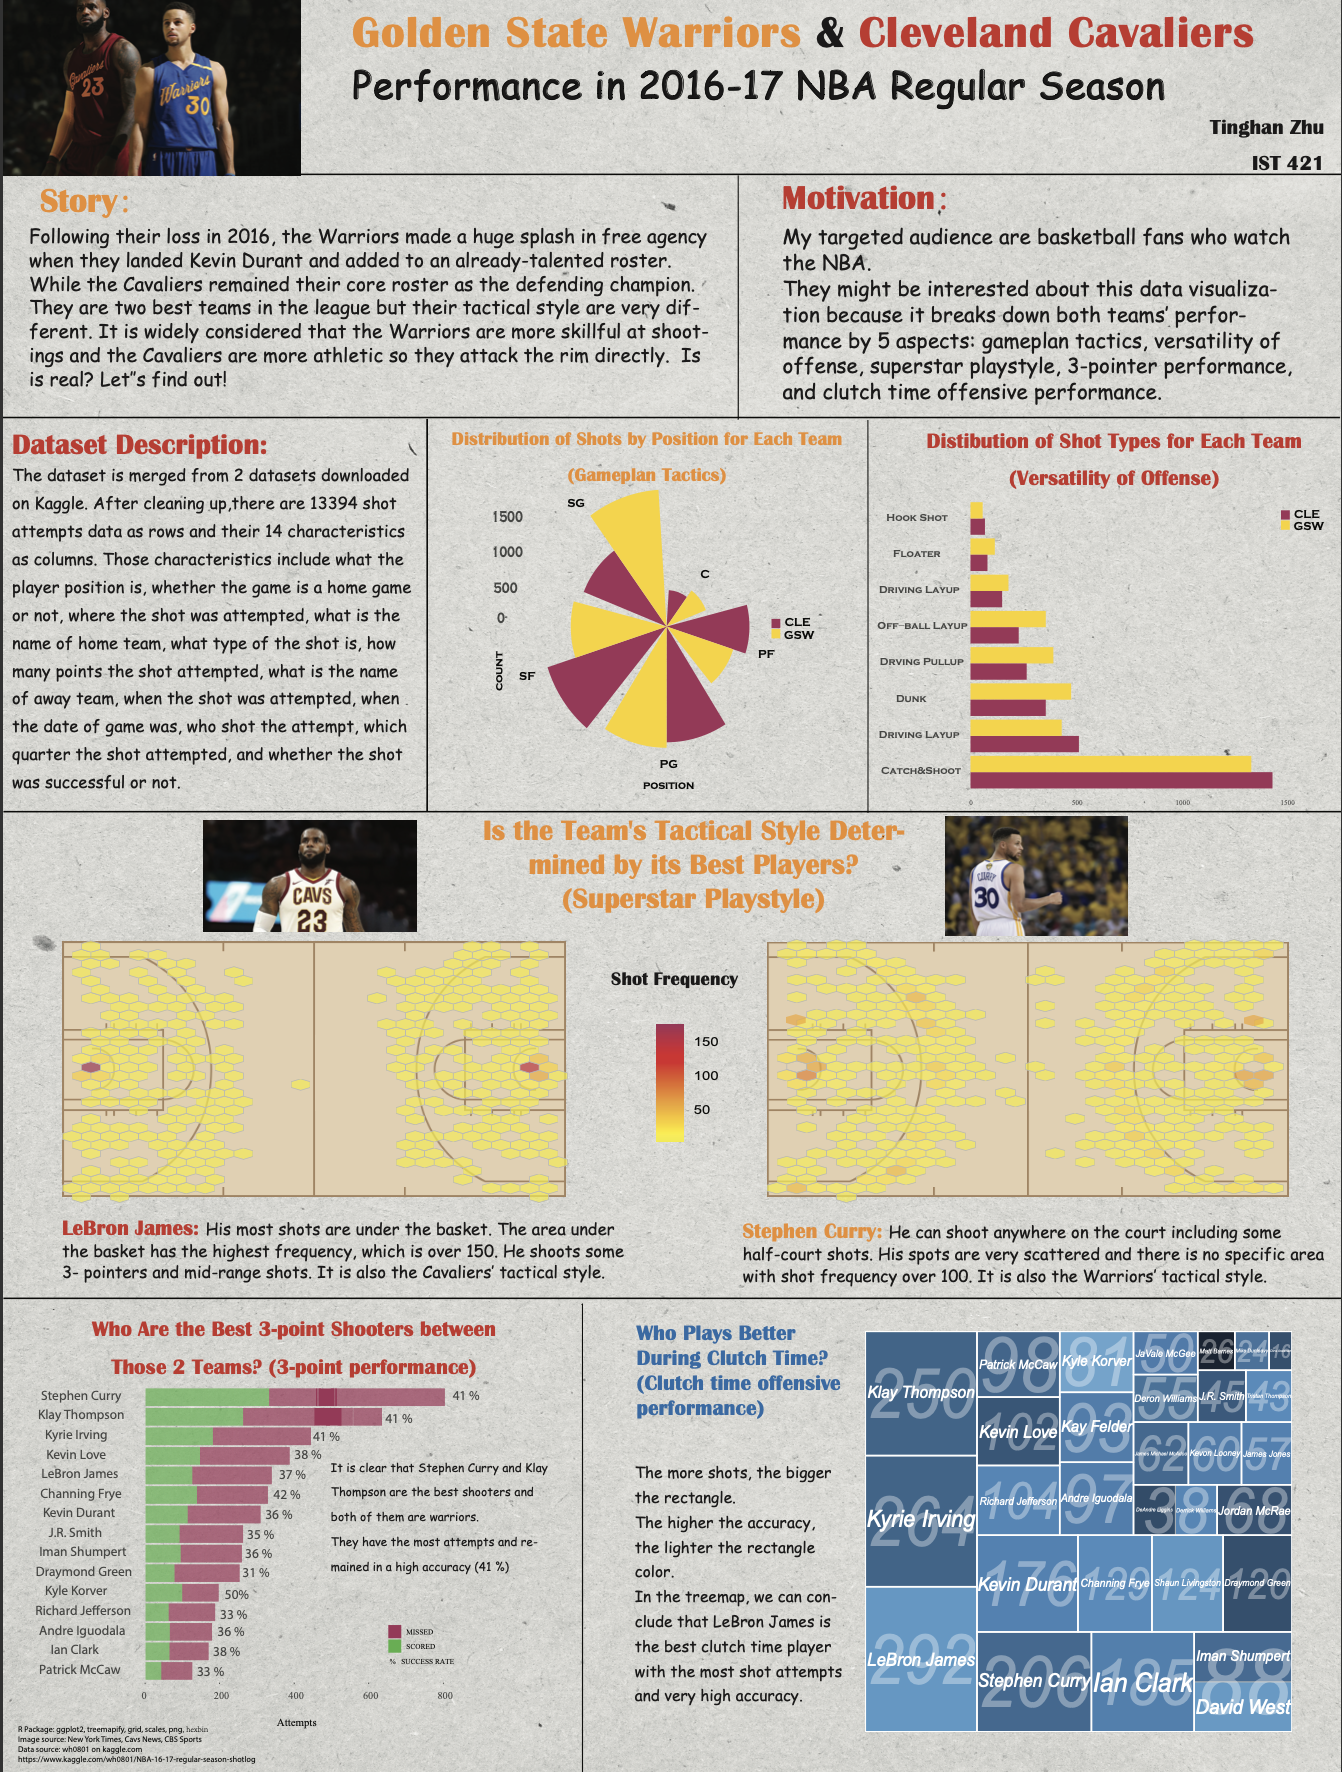 Golden State Warriors & Cleveland Cavaliers
Performance in 2016-17 NBA Regular Season
Tinghan Zhu
IST 421
Cavaliers
23
Warriors
30
Story:
Following their loss in 2016, the Warriors made a huge splash in free agency
when they landed Kevin Durant and added to an already-talented roster.
While the Cavaliers remained their core roster as the defending champion.
They are two best teams in the league but their tactical style are very dif-
ferent. It is widely considered that the Warriors are more skillful at shoot-
ings and the Cavaliers are more athletic so they attack the rim directly. Is
is real? Let"s find out!
Motivation:
My targeted audience are basketball fans who watch
the NBA.
They might be interested about this data visualiza-
tion because it breaks down both teams' perfor-
mance by 5 aspects: gameplan tactics, versatility of
offense, superstar playstyle, 3-pointer performance,
and clutch time offensive performance.
Dataset Description:
The dataset is merged from 2 datasets downloaded
on Kaggle. After cleaning up,there are 13394 shot
attempts data as rows and their 14 characteristics
as columns. Those characteristics include what the
player position is, whether the game is a home game
or not, where the shot was attempted, what is the
name of home team, what type of the shot is, how
many points the shot attempted, what is the name
of away team, when the shot was attempted, when
the date of game was, who shot the attempt, which
quarter the shot attempted, and whether the shot
was successful or not.
Distribution of Shots by Position for Each Team
(Gameplan Tactics)
1500
1000
500
0
COUNT
SG
C
PF
SF
PG
POSITION
CLE
GSW
Distibution of Shot Types for Each Team
(Versatility of Offense)
CLE
GSW
HOOK SHOT
FLOATER
DRIVING LAYUP
OFF-BALL LAYUP
DRVING PULLUP
DUNK
DRIVING LAYUP
CATCH&SHOOT
0 500 1000 1500
Is the Team's Tactical Style Deter-
mined by its Best Players?
(Superstar Playstyle)
CAVS
23
CURRY
30
Shot Frequency
150
100
50
LeBron James: His most shots are under the basket. The area under
the basket has the highest frequency, which is over 150. He shoots some
3- pointers and mid-range shots. It is also the Cavaliers' tactical style.
Stephen Curry: He can shoot anywhere on the court including some
half-court shots. His spots are very scattered and there is no specific area
with shot frequency over 100. It is also the Warriors' tactical style.
Who Are the Best 3-point Shooters between
Those 2 Teams? (3-point performance)
Stephen Curry 41 %
Klay Thompson 41 %
Kyrie Irving 41 %
Kevin Love 38 %
LeBron James 37 %
Channing Frye 42 %
Kevin Durant 36 %
J.R. Smith 35 %
Iman Shumpert 36 %
Draymond Green 31 %
Kyle Korver 50%
Richard Jefferson 33 %
Andre Iguodala 36 %
Ian Clark 38 %
Patrick McCaw 33 %
0 200 400 600 800
Attempts
It is clear that Stephen Curry and Klay
Thompson are the best shooters and
both of them are warriors.
They have the most attempts and re-
mained in a high accuracy (41 %)
MISSED
SCORED
% SUCCESS RATE
R Package: ggplot2, treemapify, grid, scales, png, hexbin
Image source: New York Times, Cavs News, CBS Sports
Data source: wh0801 on kaggle.com
https://www.kaggle.com/wh0801/NBA-16-17-regular-season-shotlog
Who Plays Better
During Clutch Time?
(Clutch time offensive
performance)
The more shots, the bigger
the rectangle.
The higher the accuracy,
the lighter the rectangle
color.
In the treemap, we can con-
clude that LeBron James is
the best clutch time player
with the most shot attempts
and very high accuracy.
Klay Thompson 250
Kyrie Irving 264
LeBron James 292
Patrick McCaw 98
Kyle Korver 81
JaVale McGee 50
Matt Barnes 26
24
16
Kevin Love 102
Kay Felder 93
Deron Williams 55
J.R. Smith 45
Tristan Thompson 43
62
Kevon Looney 60
James Jones 57
Richard Jefferson 104
Andre Iguodala 97
3
8
Jordan McRae 68
Kevin Durant 176
Channing Frye 129
Shaun Livingston 124
Draymond Green 120
Stephen Curry 206
Ian Clark 185
Iman Shumpert 88
David West 88